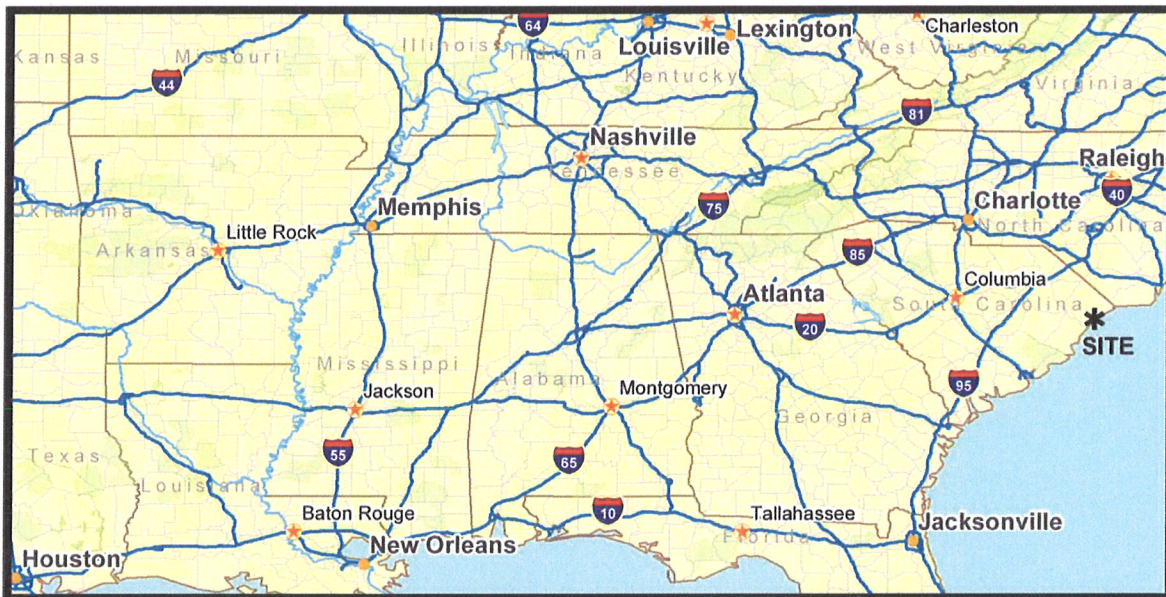 64
Lexington
Charleston
Louisville
Kansas
Missouri
Illinois
Indiana
West Virginia
Kentucky
Virginia
44
81
Nashville
Tennessee
Raleigh
40
75
Oklahoma
Memphis
Charlotte
North Carolina
Little Rock
Arkansas
85
Columbia
South Carolina
Atlanta
20
SITE
Mississippi
Alabama
95
Jackson
Montgomery
Georgia
55
65
Texas
Louisiana
Baton Rouge
10
Tallahassee
Florida
Jacksonville
New Orleans
Houston